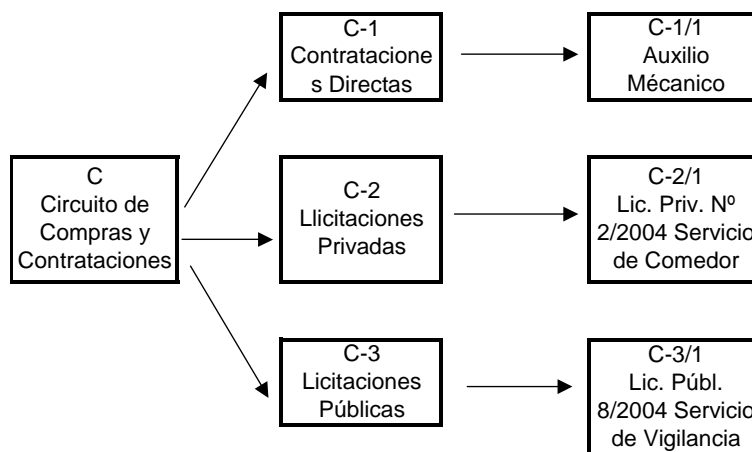 C-1
Contratacione
s Directas
C-1/1
Auxilio
Mécanico
C
Circuito de
Compras y
Contrataciones
C-2
Llicitaciones
Privadas
C-2/1
Lic. Priv. Nº
2/2004 Servicio
de Comedor
C-3
Licitaciones
Públicas
C-3/1
Lic. Públ.
8/2004 Servicio
de Vigilancia